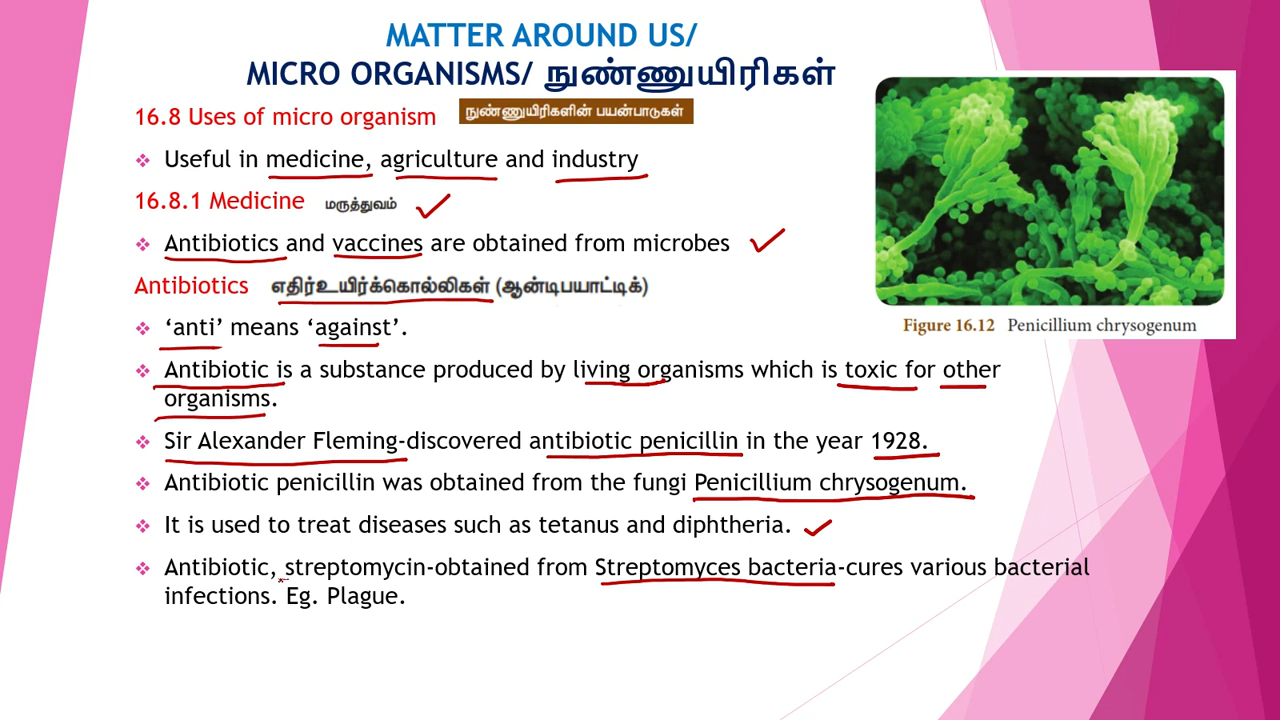 MATTER AROUND US/
MICRO ORGANISMS/ நுண்ணுயிரிகள்
16.8 Uses of micro organism நுண்ணுயிரிகளின் பயன்பாடுகள்
❖ Useful in medicine, agriculture and industry
16.8.1 Medicine மருத்துவம்
❖ Antibiotics and vaccines are obtained from microbes
Antibiotics எதிர்உயிர்க்கொல்லிகள் (ஆன்டிபயாட்டிக்)
❖ ‘anti’ means ‘against’.
❖ Antibiotic is a substance produced by living organisms which is toxic for other
organisms.
❖ Sir Alexander Fleming-discovered antibiotic penicillin in the year 1928.
❖ Antibiotic penicillin was obtained from the fungi Penicillium chrysogenum.
❖ It is used to treat diseases such as tetanus and diphtheria.
❖ Antibiotic, streptomycin-obtained from Streptomyces bacteria-cures various bacterial
infections. Eg. Plague.
Figure 16.12 Penicillium chrysogenum